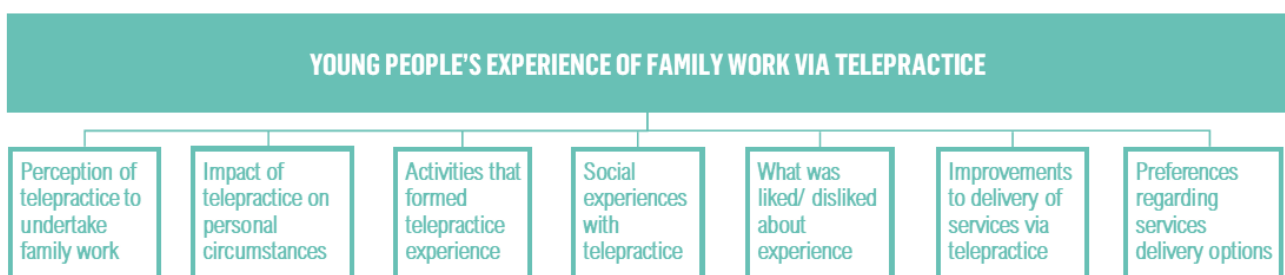 YOUNG PEOPLE'S EXPERIENCE OF FAMILY WORK VIA TELEPRACTICE
Perception of
telepractice to
undertake
family work
Impact of
telepractice on
personal
circumstances
Activities that
formed
telepractice
experience
Social
experiences
with
telepractice
What was
liked/ disliked
about
experience
Improvements
to delivery of
services via
telepractice
Preferences
regarding
services
delivery options